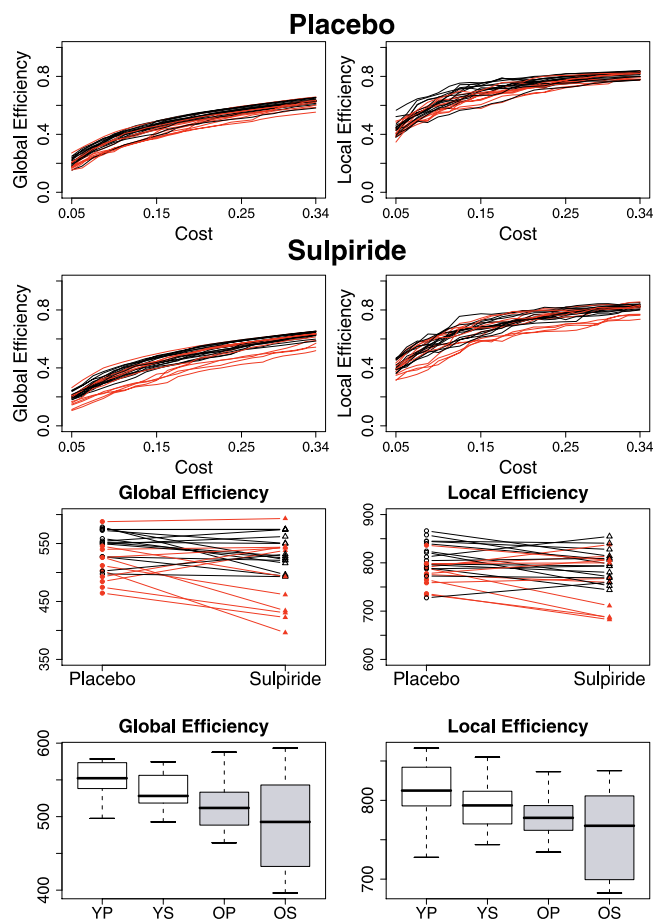 Placebo
Global Efficiency
0.0 0.4 0.8
0.05 0.15 0.25 0.34
Cost
Local Efficiency
0.0 0.4 0.8
0.05 0.15 0.25 0.34
Cost
Sulpiride
Global Efficiency
0.0 0.4 0.8
0.05 0.15 0.25 0.34
Cost
Local Efficiency
0.0 0.4 0.8
0.05 0.15 0.25 0.34
Cost
Global Efficiency
350 450 550
Placebo Sulpiride
Local Efficiency
600 700 800 900
Placebo Sulpiride
Global Efficiency
400 500 600
YP YS OP OS
Local Efficiency
700 800
YP YS OP OS